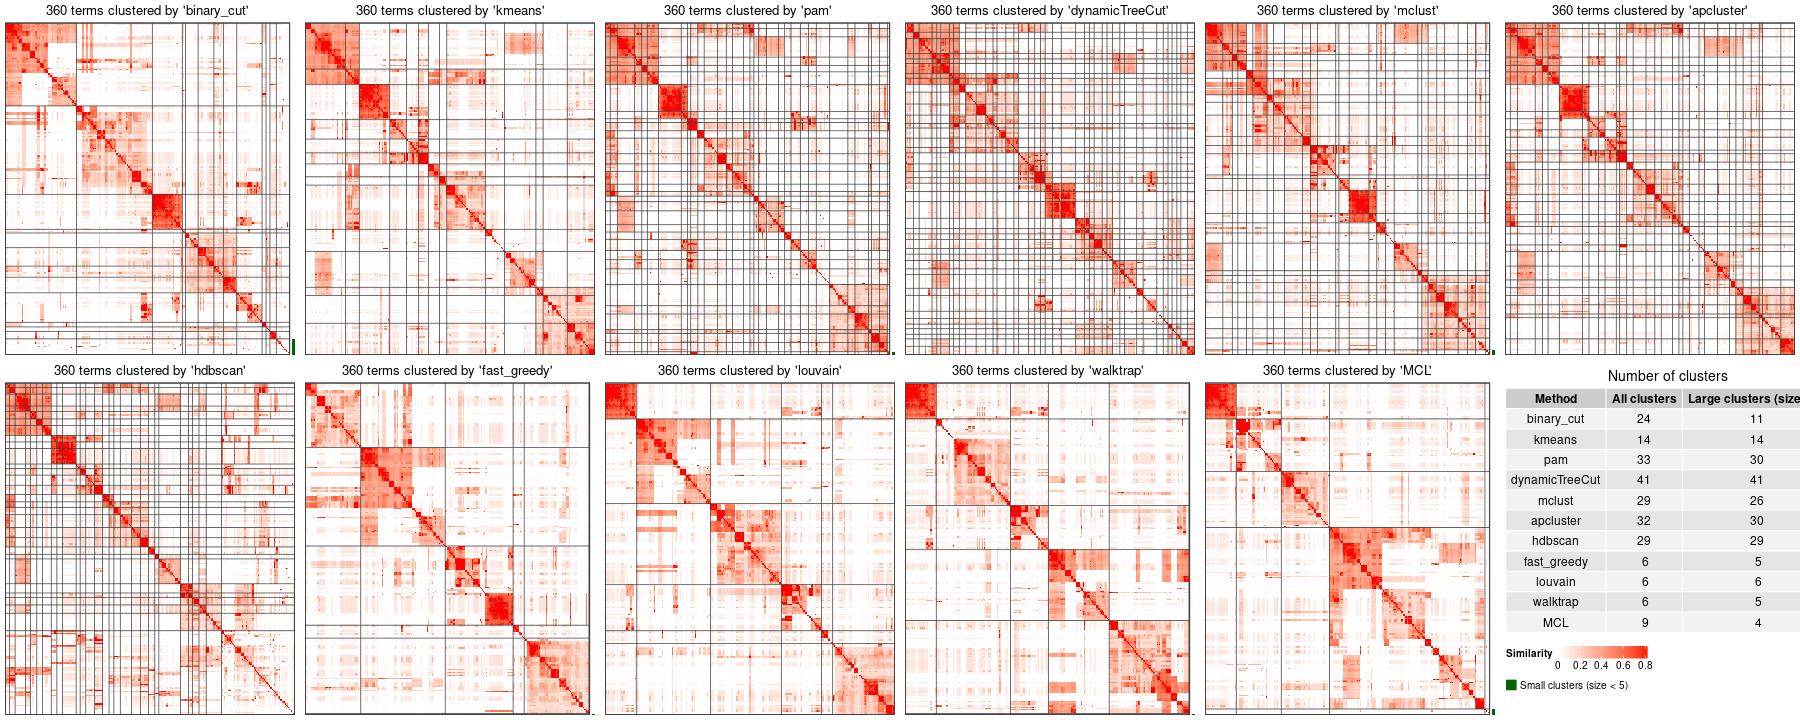 360 terms clustered by 'binary_cut'
360 terms clustered by 'kmeans'
360 terms clustered by 'pam'
360 terms clustered by 'dynamicTreeCut'
360 terms clustered by 'mclust'
360 terms clustered by 'apcluster'
360 terms clustered by 'hdbscan'
360 terms clustered by 'fast_greedy'
360 terms clustered by 'louvain'
360 terms clustered by 'walktrap'
360 terms clustered by 'MCL'
Number of clusters
Method All clusters Large clusters (size
binary_cut 24 11
kmeans 14 14
pam 33 30
dynamicTreeCut 41 41
mclust 29 26
apcluster 32 30
hdbscan 29 29
fast_greedy 6 5
louvain 6 6
walktrap 6 5
MCL 9 4
Similarity
0 0.2 0.4 0.6 0.8
Small clusters (size < 5)